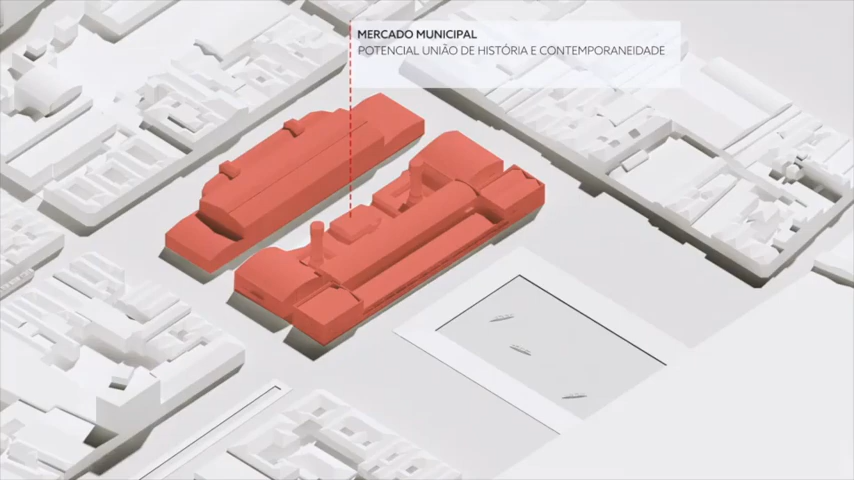 MERCADO MUNICIPAL
POTENCIAL UNIÃO DE HISTÓRIA E CONTEMPORANEIDADE